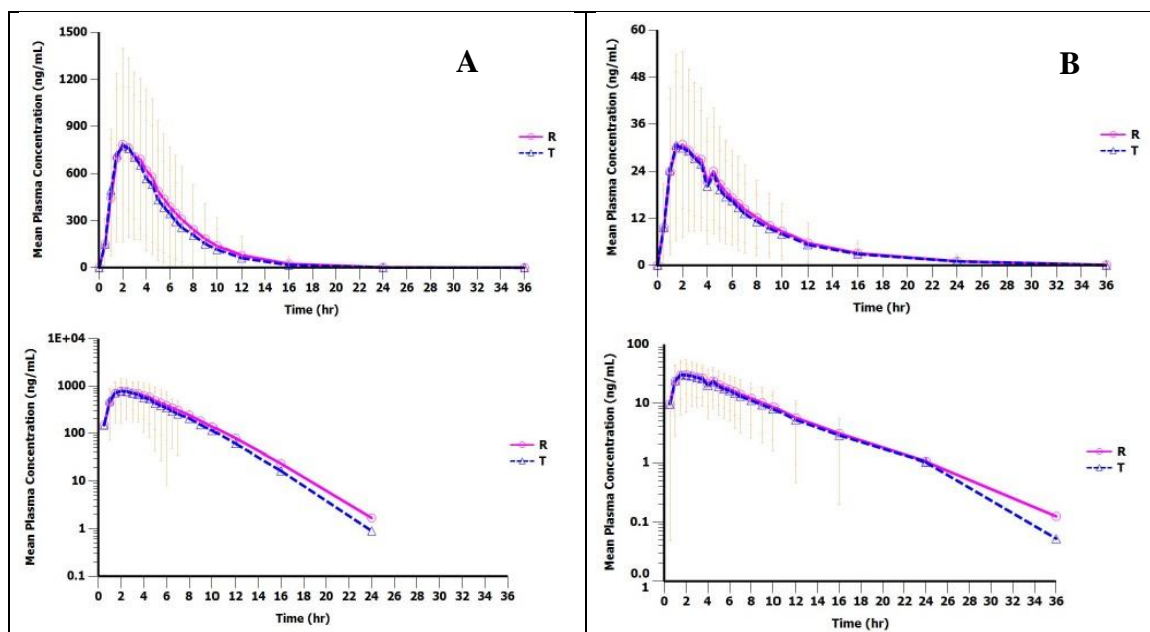 A
Mean Plasma Concentration (ng/mL)
1500
1200
900
600
300
0
0 2 4 6 8 10 12 14 16 18 20 22 24 26 28 30 32 34 36
Time (hr)
R
T
B
Mean Plasma Concentration (ng/mL)
60
48
36
24
12
0
0 2 4 6 8 10 12 14 16 18 20 22 24 26 28 30 32 34 36
Time (hr)
R
T
Mean Plasma Concentration (ng/mL)
1E+04
1000
100
10
1
0.1
0 2 4 6 8 10 12 14 16 18 20 22 24 26 28 30 32 34 36
Time (hr)
R
T
Mean Plasma Concentration (ng/mL)
100
10
1
0.1
0.0
1
0 2 4 6 8 10 12 14 16 18 20 22 24 26 28 30 32 34 36
Time (hr)
R
T